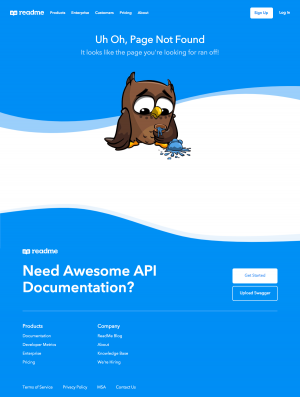 readme
Products Enterprise Customers Pricing About
Sign Up
Log In
Uh Oh, Page Not Found
It looks like the page you're looking for ran off!
readme
Need Awesome API
Documentation?
Get Started
Upload Swagger
Products
Documentation
Developer Metrics
Enterprise
Pricing
Company
ReadMe Blog
About
Knowledge Base
We're Hiring
Terms of Service Privacy Policy MSA Contact Us